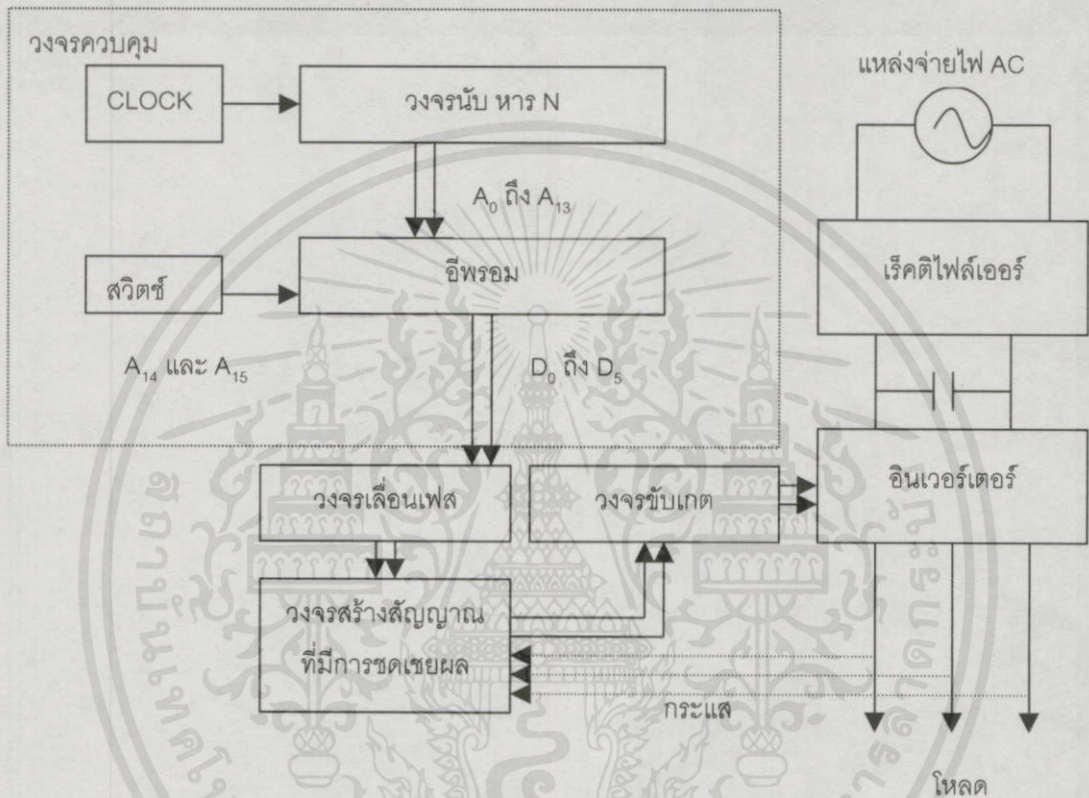 วงจรควบคุม
แหล่งจ่ายไฟ AC
CLOCK
วงจรนับ หาร N
A₀ ถึง A₁₃
สวิตช์
อีพรอม
เร็คติไฟล์เออร์
A₁₄ และ A₁₅
D₀ ถึง D₅
วงจรเลื่อนเฟส
วงจรขับเกต
อินเวอร์เตอร์
วงจรสร้างสัญญาณ
ที่มีการชดเชยผล
กระแส
โหลด